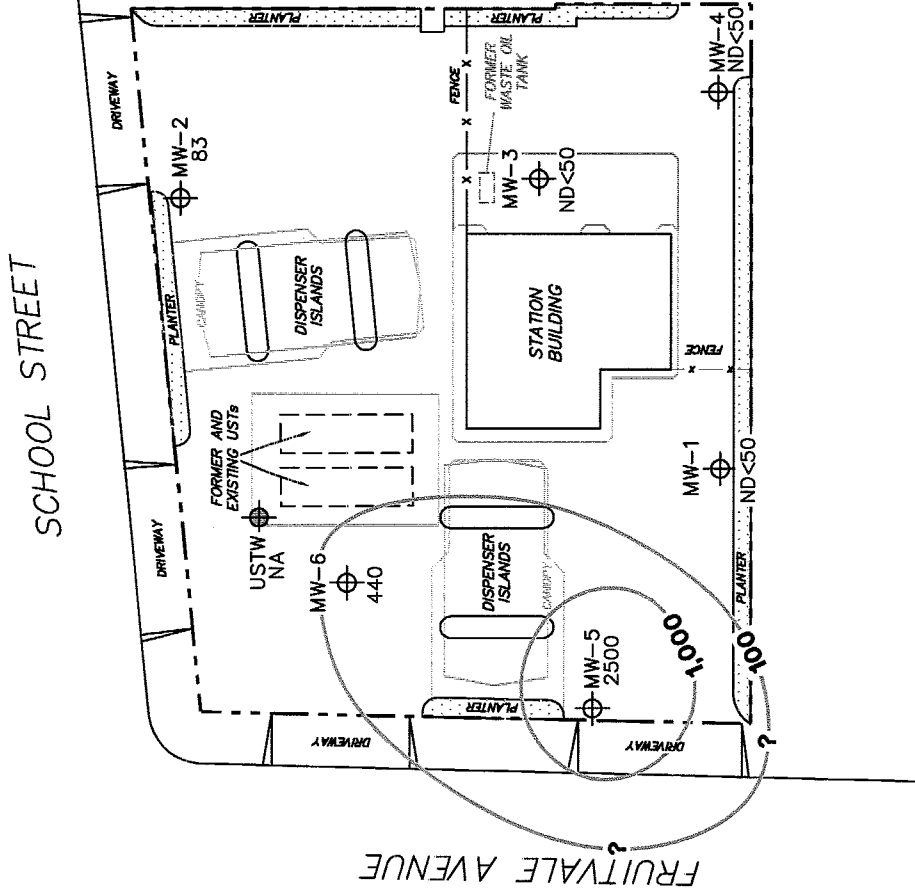 SCHOOL STREET
DRIVEWAY
PLANTER
PLANTER
MW-2
83
FENCE
FORMER
WASTE OIL
TANK
MW-4
ND<50
CANOPY
DISPENSER
ISLANDS
PLANTER
MW-3
ND<50
STATION
BUILDING
FENCE
FORMER AND
EXISTING USTs
DRIVEWAY
USTW
NA
MW-6
440
MW-1
ND<50
DISPENSER
ISLANDS
CANOPY
PLANTER
MW-5
2500
1,000
100
PLANTER
DRIVEWAY
DRIVEWAY
?
?
FRUITVALE AVENUE